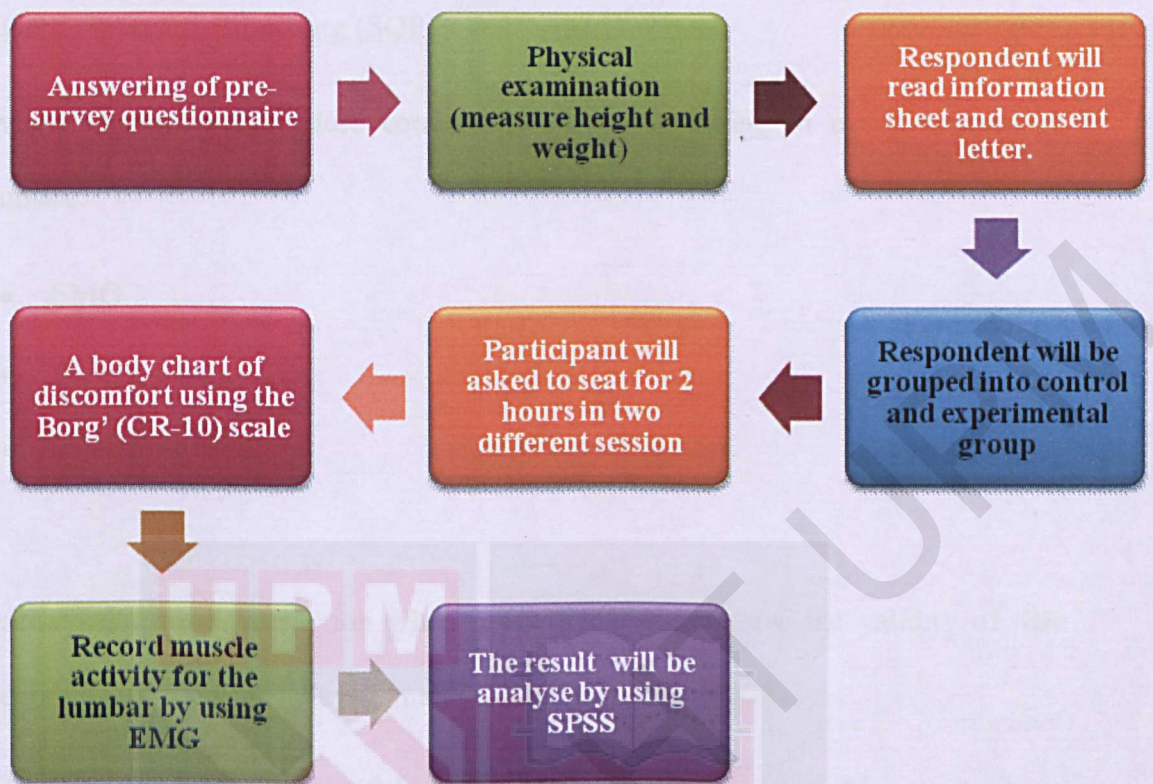 Answering of pre-
survey questionnaire
Physical
examination
(measure height and
weight)
Respondent will
read information
sheet and consent
letter.
Respondent will be
grouped into control
and experimental
group
Participant will
asked to seat for 2
hours in two
different session
A body chart of
discomfort using the
Borg' (CR-10) scale
Record muscle
activity for the
lumbar by using
EMG
The result will be
analyse by using
SPSS
UPM
T UPM